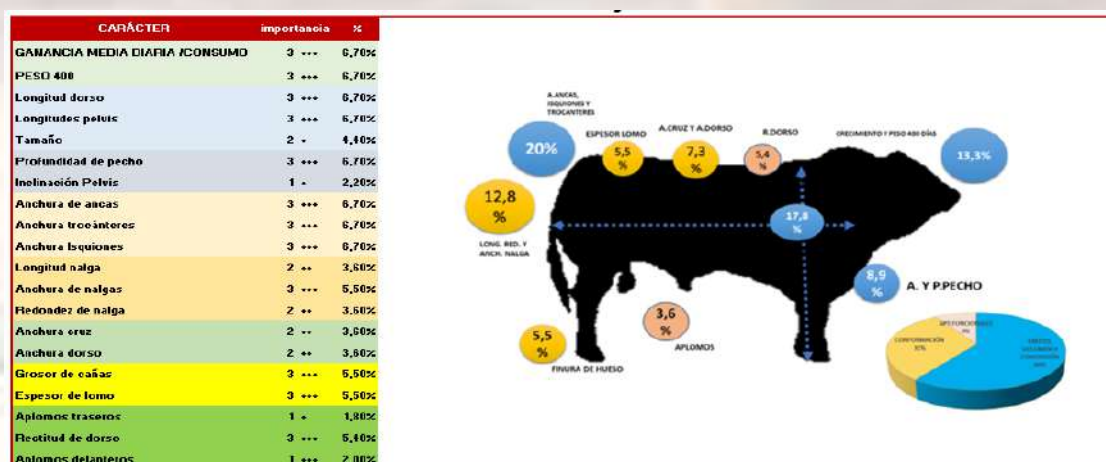 CARÁCTER importancia %
GANANCIA MEDIA DIARIA /CONSUMO 3 *** 6,70%
PESO 400 3 *** 6,70%
Longitud dorso 3 *** 6,70%
Longitudes pelvis 3 *** 6,70%
Tamaño 2 * 4,40%
Profundidad de pecho 3 *** 6,70%
Inclinación Pelvis 1 * 2,20%
Anchura de ancas 3 *** 6,70%
Anchura trocánteres 3 *** 6,70%
Anchura Isquiones 3 *** 6,70%
Longitud nalga 2 ** 3,60%
Anchura de nalgas 3 *** 5,50%
Redondez de nalga 2 ** 3,60%
Anchura cruz 2 ** 3,60%
Anchura dorso 2 ** 3,60%
Grosor de cañas 3 *** 5,50%
Espesor de lomo 3 *** 5,50%
Aplomos traseros 1 * 1,80%
Rectitud de dorso 3 *** 5,40%
Aplomos delanteros 1 *** 2,00%
A.ANCAS,
ISQUIONES Y
TROCANTERES
20%
ESPESOR LOMO
5,5
%
A.CRUZ Y A.DORSO
7,3
%
R.DORSO
5,4
%
CRECIMIENTO Y PESO 400 DÍAS
13,3%
12,8
%
LONG. RED. Y
ANCH. NALGA
17,8
%
8,9
%
A. Y P.PECHO
3,6
%
APLOMOS
5,5
%
FINURA DE HUESO
CONFORMACIÓN